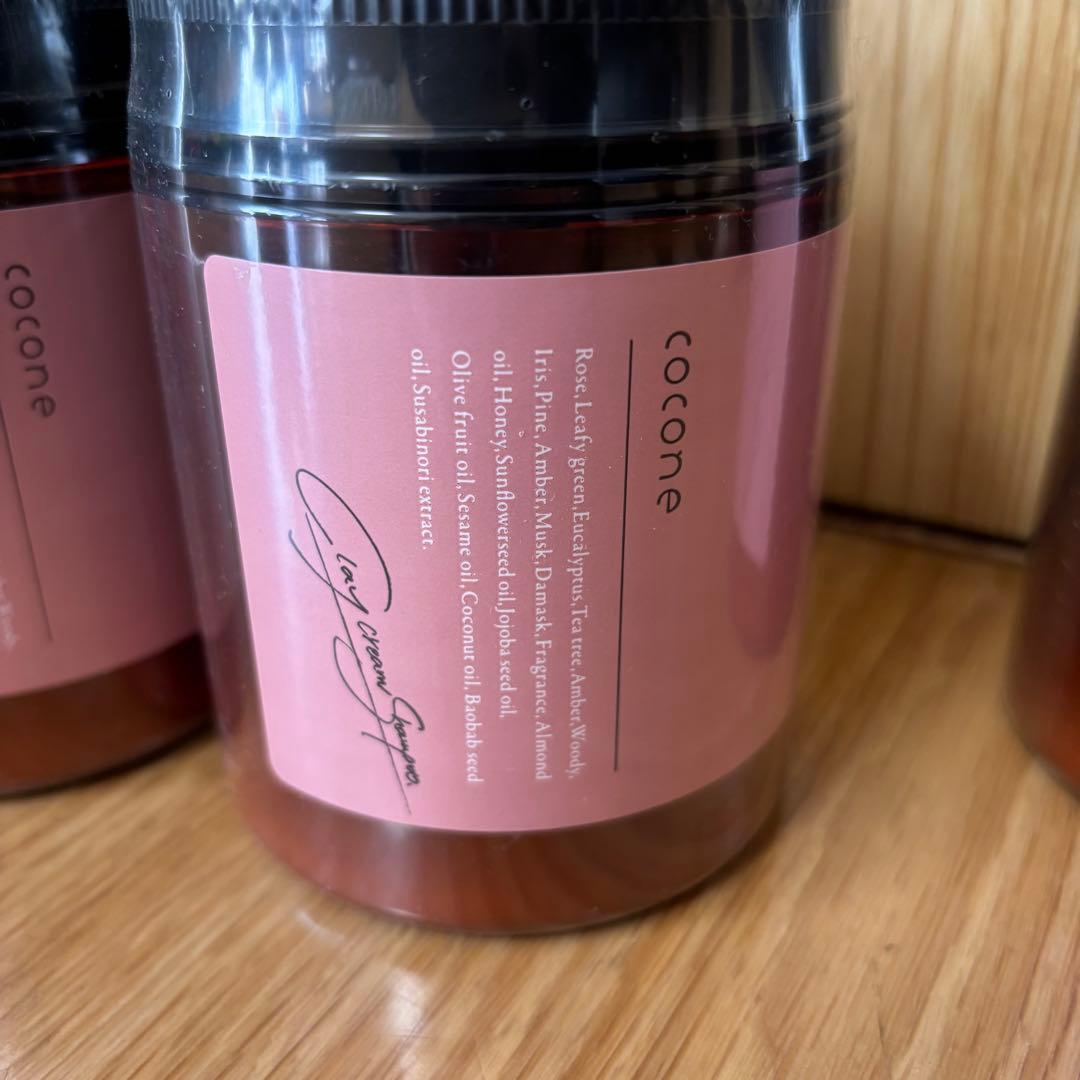 cocone
cocone
Rose, Leafy green, Eucalyptus, Tea tree, Amber, Woody,
Iris, Pine, Amber, Musk, Damask, Fragrance, Almond
oil, Honey, Sunflowerseed oil, Jojoba seed oil,
Olive fruit oil, Sesame oil, Coconut oil, Baobab seed
oil, Susabinori extract.
Clay cream Shampoo.